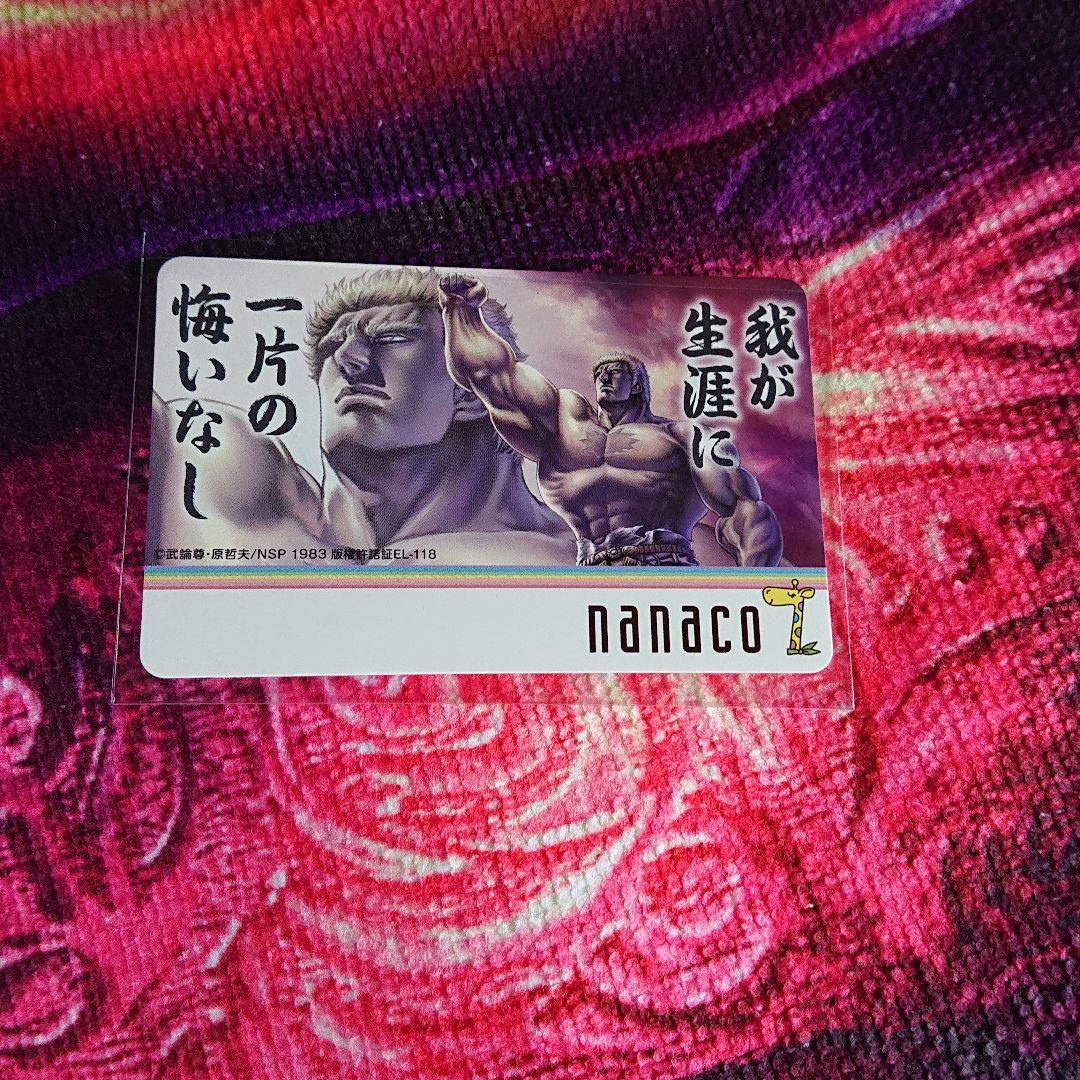 我が
生涯に
一片の
悔いなし
©武論尊・原哲夫/NSP 1983 版権許諾証EL-118
nanaco